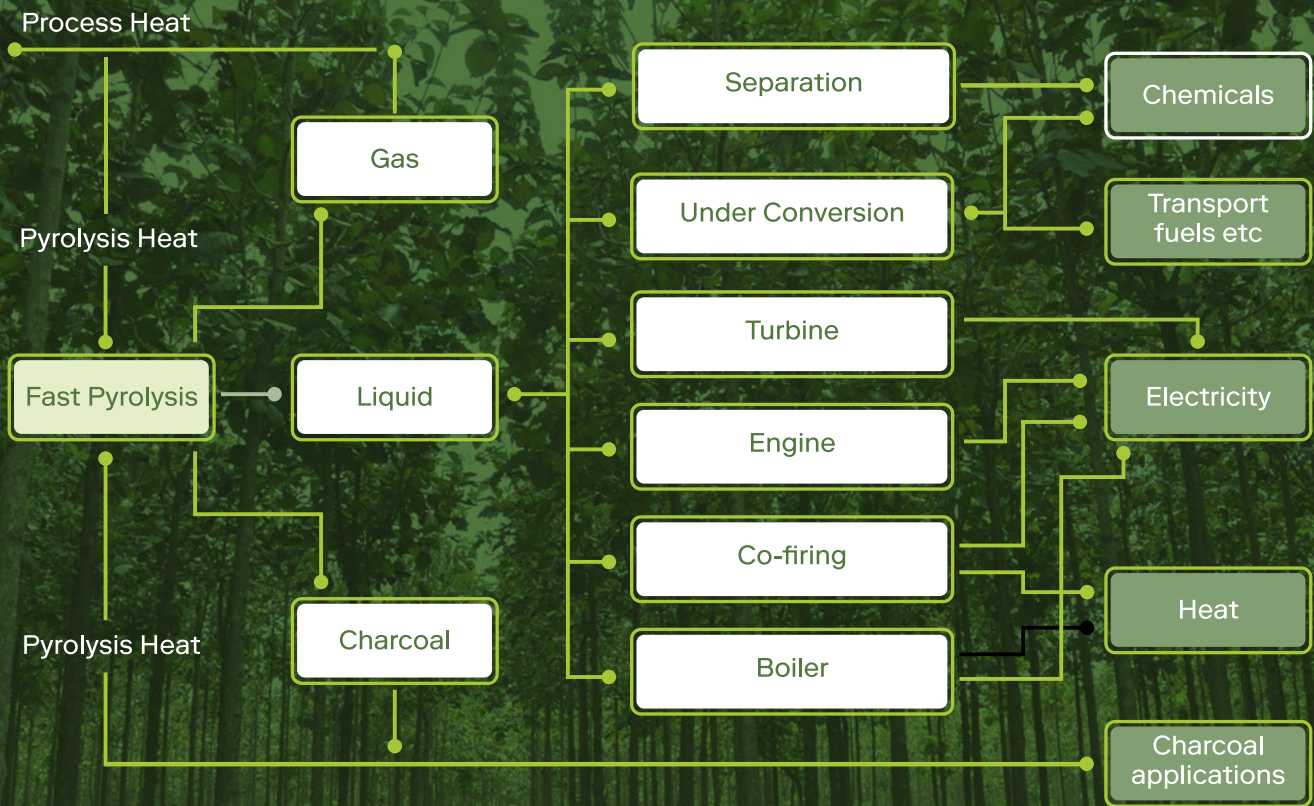 Process Heat
Gas
Pyrolysis Heat
Fast Pyrolysis
Liquid
Pyrolysis Heat
Charcoal
Separation
Under Conversion
Turbine
Engine
Co-firing
Boiler
Chemicals
Transport
fuels etc
Electricity
Heat
Charcoal
applications